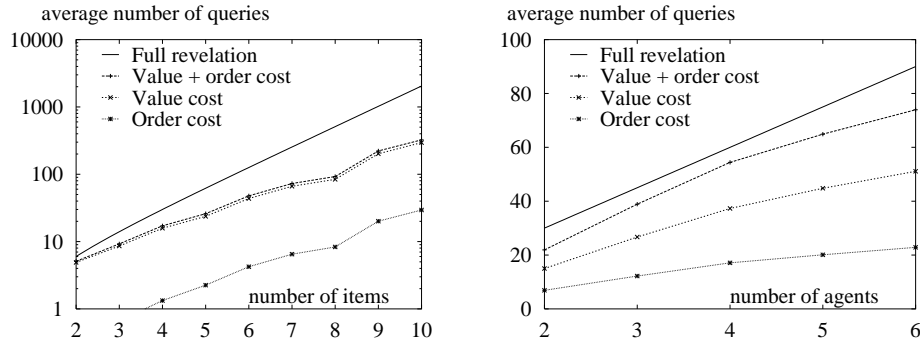 average number of queries
10000
1000
100
10
1
Full revelation
Value + order cost
Value cost
Order cost
number of items
2 3 4 5 6 7 8 9 10
average number of queries
100
80
60
40
20
0
Full revelation
Value + order cost
Value cost
Order cost
number of agents
2 3 4 5 6